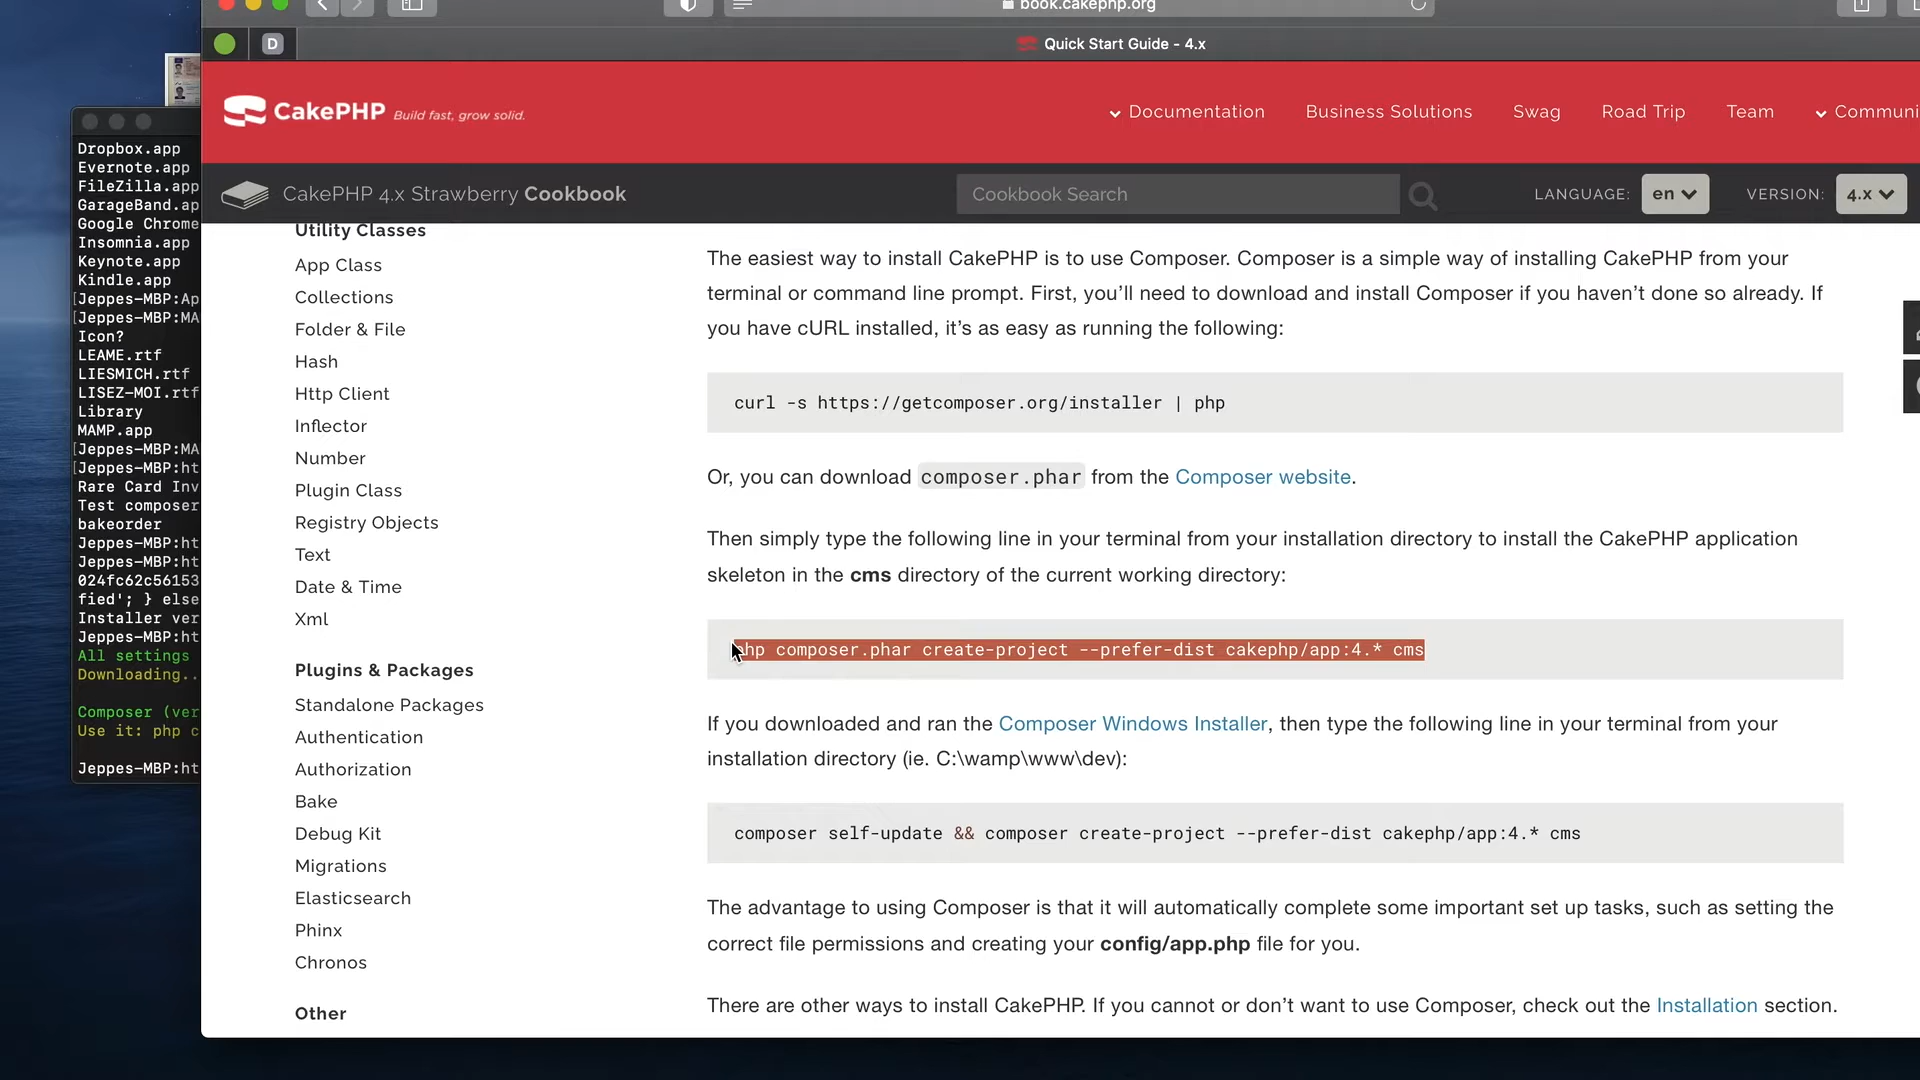 book.cakephp.org
D
Quick Start Guide - 4.x
CakePHP Build fast, grow solid.
Documentation
Business Solutions
Swag
Road Trip
Team
Communi
CakePHP 4.x Strawberry Cookbook
Cookbook Search
LANGUAGE: en
VERSION: 4.x
Dropbox.app
Evernote.app
FileZilla.app
GarageBand.ap
Google Chrome
Insomnia.app
Keynote.app
Kindle.app
[Jeppes-MBP:Ap
[Jeppes-MBP:MA
Icon?
LEAME.rtf
LIESMICH.rtf
LISEZ-MOI.rtf
Library
MAMP.app
[Jeppes-MBP:MA
[Jeppes-MBP:ht
Rare Card Inv
Test composer
bakeorder
Jeppes-MBP:ht
Jeppes-MBP:ht
024fc62c56153
fied'; } else
Installer ver
Jeppes-MBP:ht
All settings
Downloading..
Composer (ver
Use it: php c
Jeppes-MBP:ht
Utility Classes
App Class
Collections
Folder & File
Hash
Http Client
Inflector
Number
Plugin Class
Registry Objects
Text
Date & Time
Xml
Plugins & Packages
Standalone Packages
Authentication
Authorization
Bake
Debug Kit
Migrations
Elasticsearch
Phinx
Chronos
Other
The easiest way to install CakePHP is to use Composer. Composer is a simple way of installing CakePHP from your
terminal or command line prompt. First, you’ll need to download and install Composer if you haven’t done so already. If
you have cURL installed, it’s as easy as running the following:
curl -s https://getcomposer.org/installer | php
Or, you can download composer.phar from the Composer website.
Then simply type the following line in your terminal from your installation directory to install the CakePHP application
skeleton in the cms directory of the current working directory:
php composer.phar create-project --prefer-dist cakephp/app:4.* cms
If you downloaded and ran the Composer Windows Installer, then type the following line in your terminal from your
installation directory (ie. C:\wamp\www\dev):
composer self-update && composer create-project --prefer-dist cakephp/app:4.* cms
The advantage to using Composer is that it will automatically complete some important set up tasks, such as setting the
correct file permissions and creating your config/app.php file for you.
There are other ways to install CakePHP. If you cannot or don’t want to use Composer, check out the Installation section.